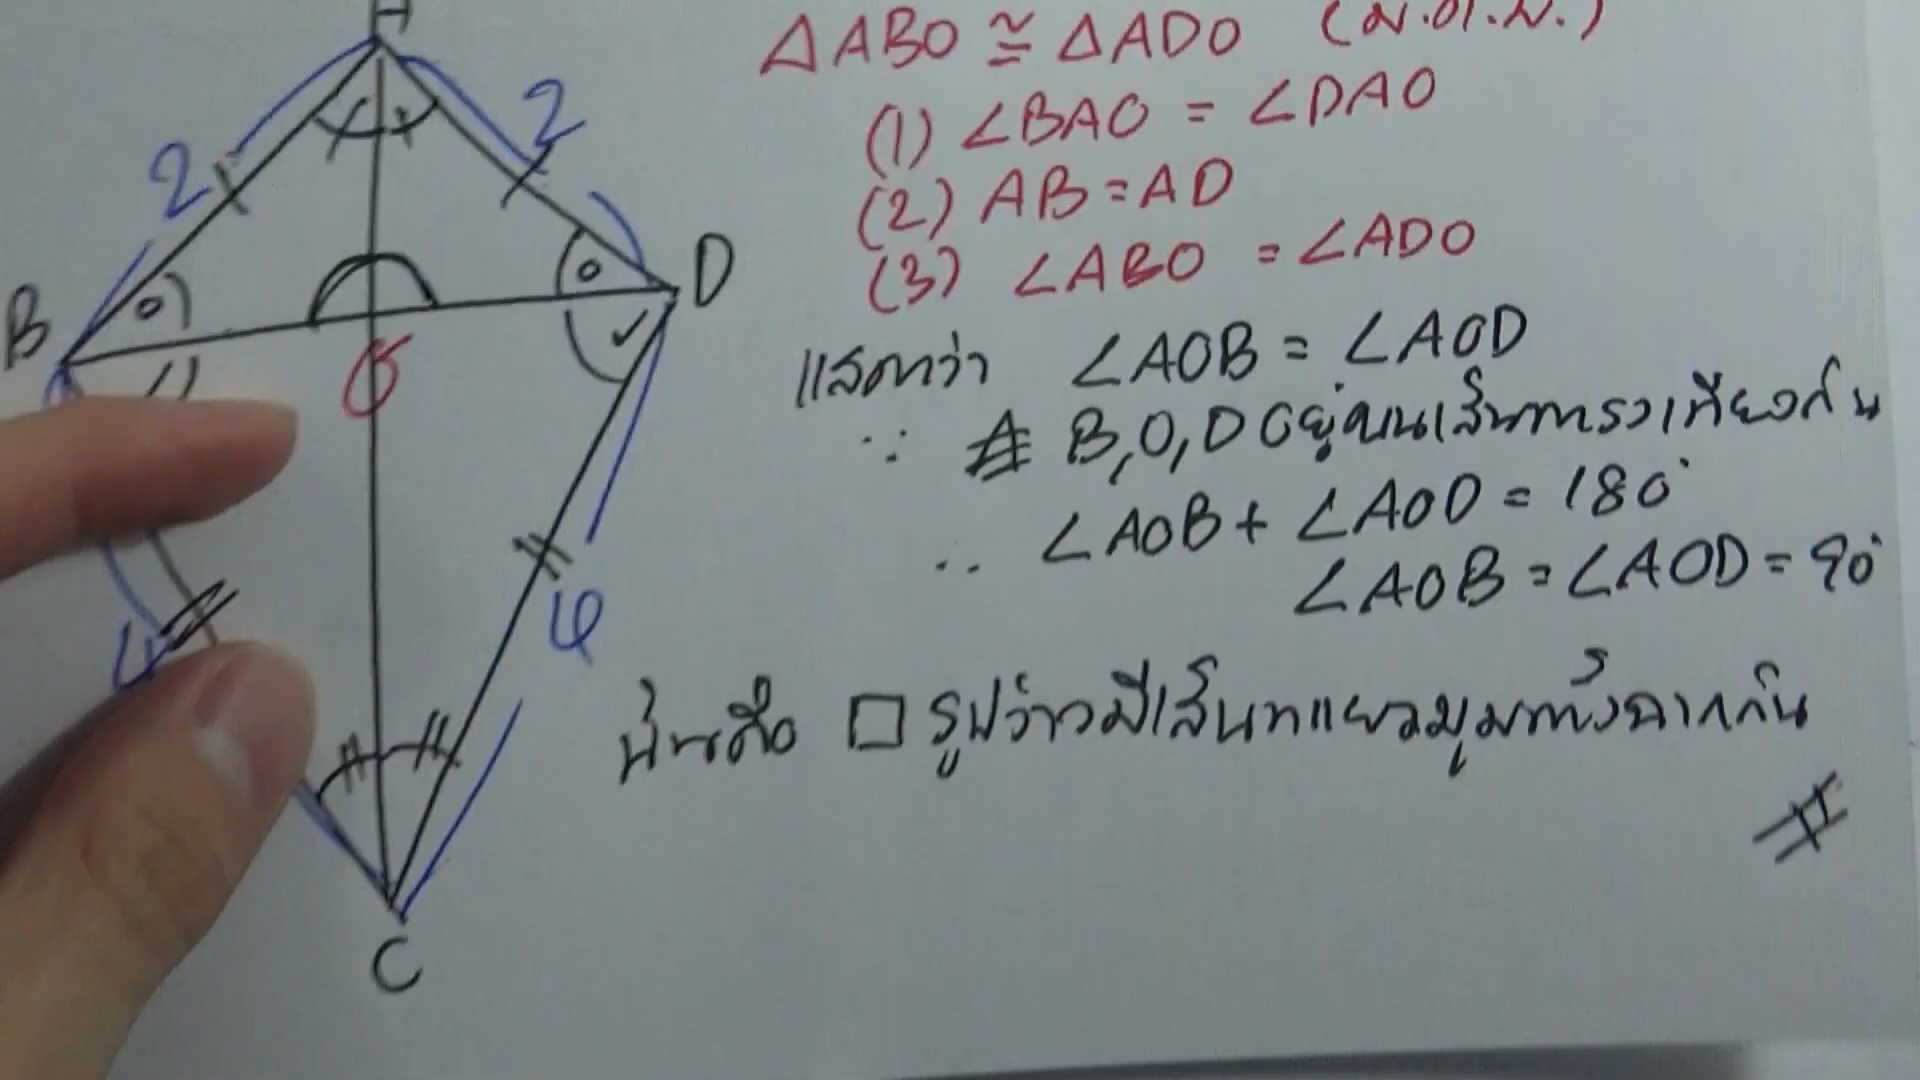 △ABO ≅ △ADO (ม.ด.ม.)
(1) ∠BAO = ∠DAO
(2) AB = AD
(3) ∠ABO = ∠ADO
แสดงว่า ∠AOB = ∠AOD
∵ B, O, D อยู่บนเส้นตรงเดียวกัน
∴ ∠AOB + ∠AOD = 180°
∠AOB = ∠AOD = 90°
นั่นคือ □ รูปว่าวมีเส้นทแยงมุมตั้งฉากกัน
#
A
2
2
B
D
O
4
4
C